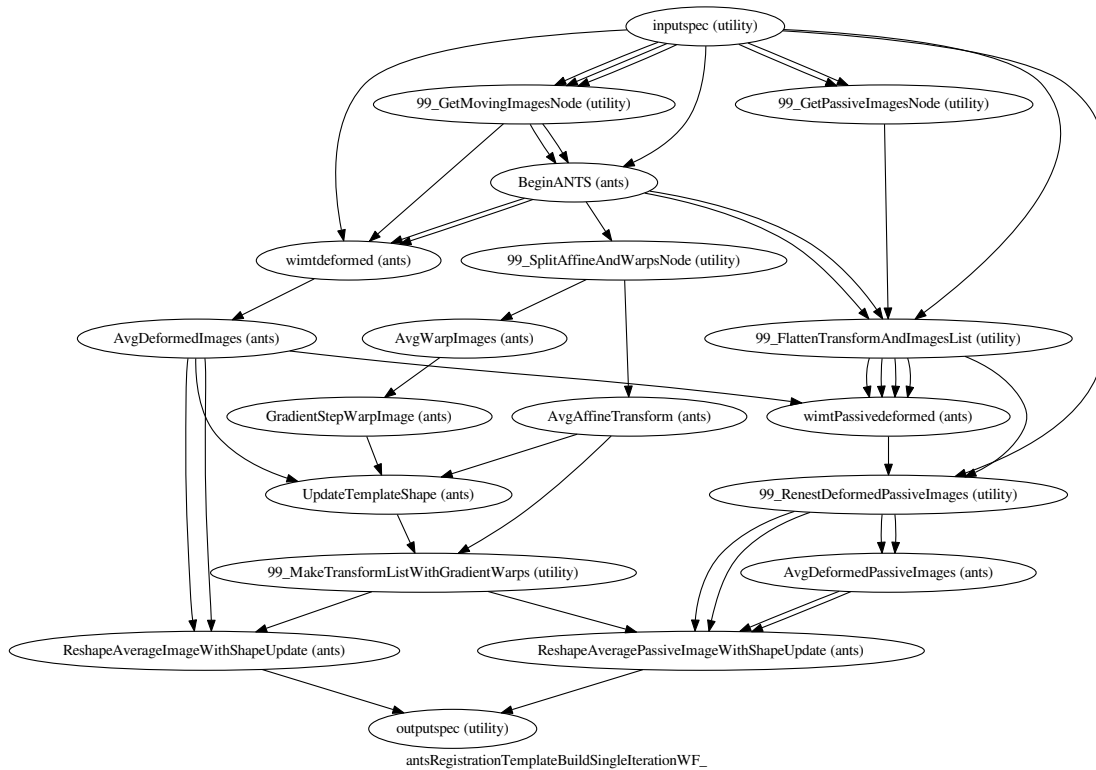 inputspec (utility)
99_GetMovingImagesNode (utility)
99_GetPassiveImagesNode (utility)
BeginANTS (ants)
wimtdeformed (ants)
99_SplitAffineAndWarpsNode (utility)
AvgDeformedImages (ants)
AvgWarpImages (ants)
99_FlattenTransformAndImagesList (utility)
GradientStepWarpImage (ants)
AvgAffineTransform (ants)
wimtPassivedeformed (ants)
UpdateTemplateShape (ants)
99_RenestDeformedPassiveImages (utility)
99_MakeTransformListWithGradientWarps (utility)
AvgDeformedPassiveImages (ants)
ReshapeAverageImageWithShapeUpdate (ants)
ReshapeAveragePassiveImageWithShapeUpdate (ants)
outputspec (utility)
antsRegistrationTemplateBuildSingleIterationWF_